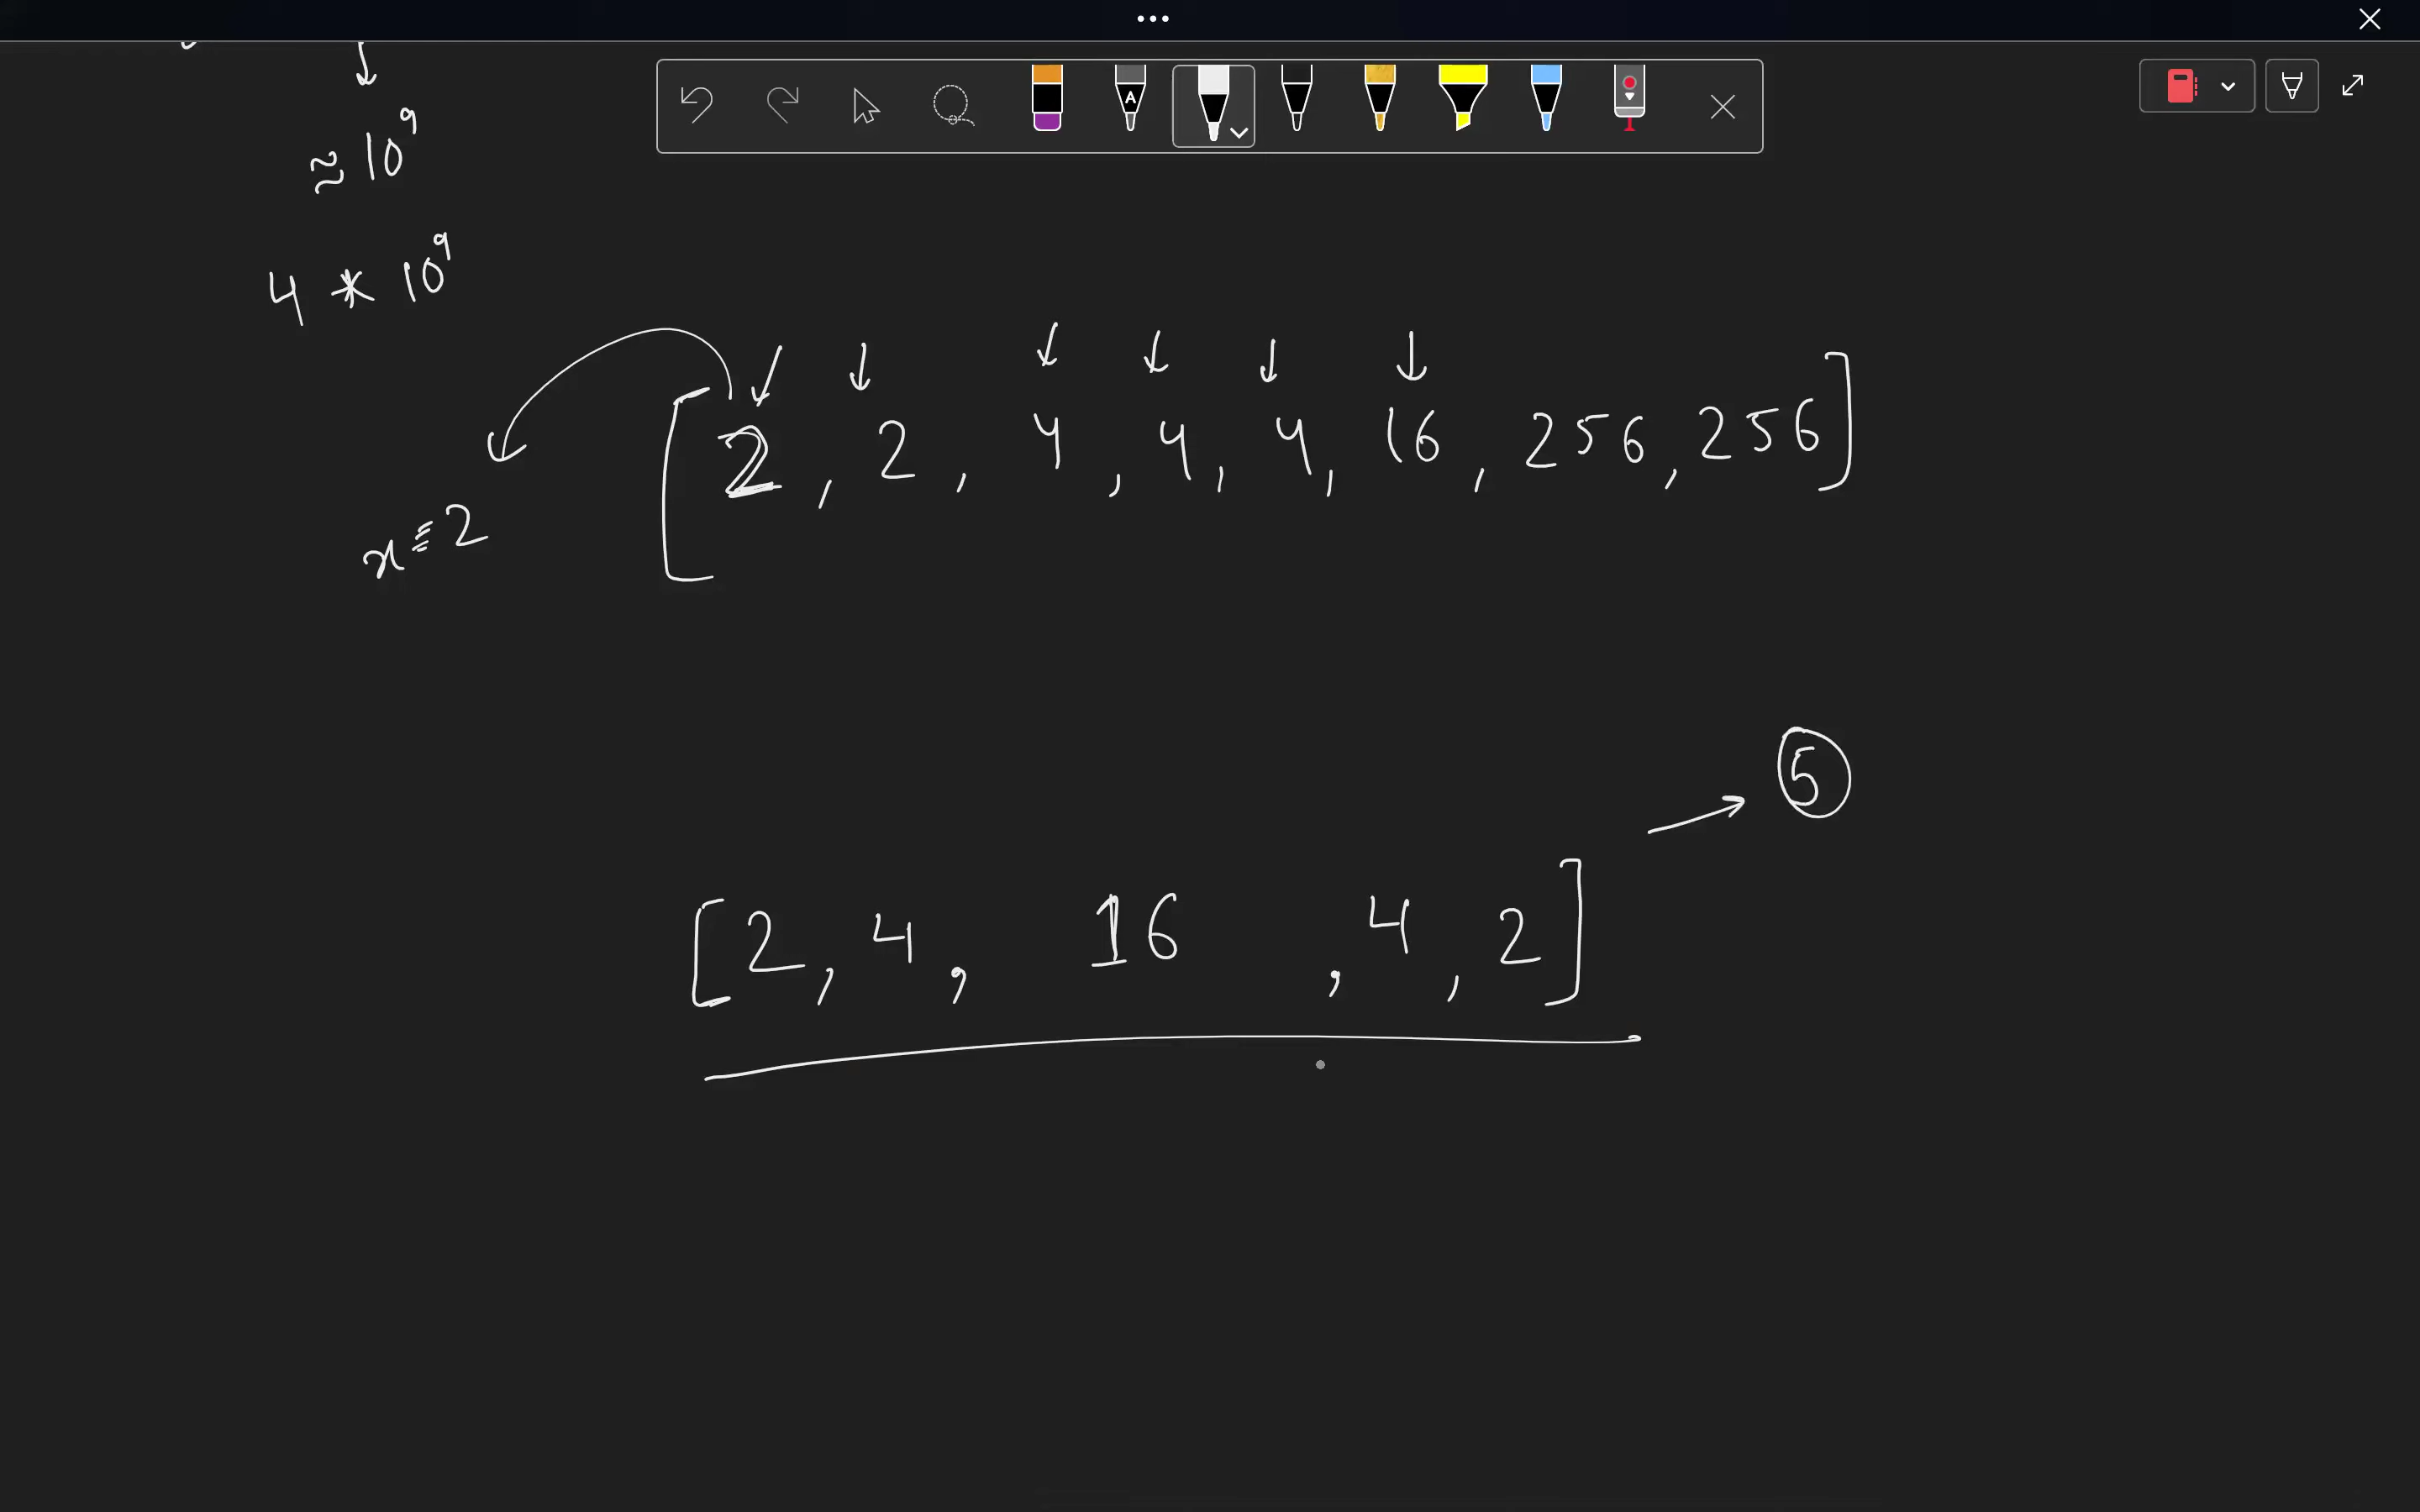 ≈ 10^9
4 * 10^9
[2, 2, 4, 4, 4, 16, 256, 256]
x = 2
5
[2, 4, 16, 4, 2]